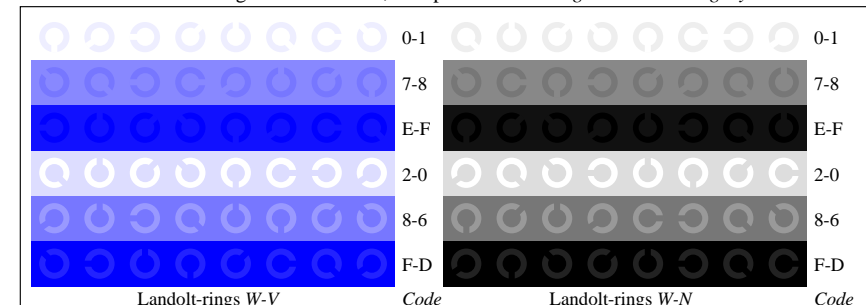 0-1 0-1
7-8 7-8
E-F E-F
2-0 2-0
8-6 8-6
F-D F-D
Landolt-rings W-V Code Landolt-rings W-N Code